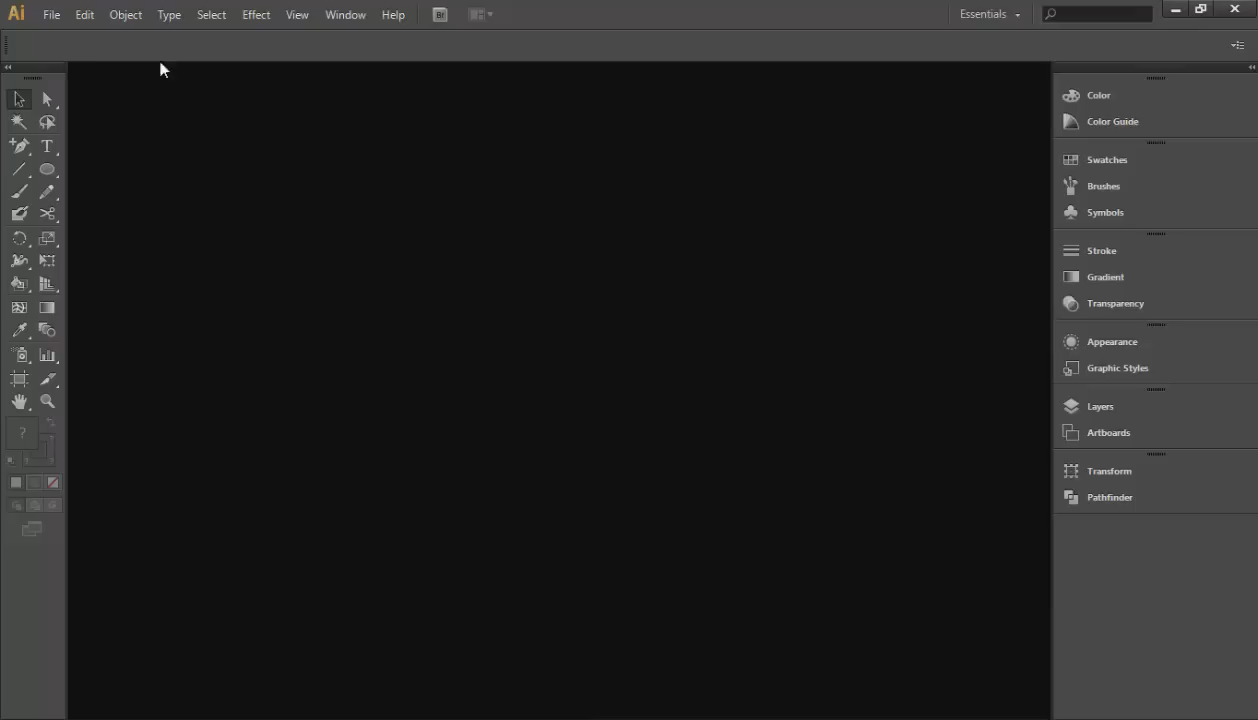 Ai File Edit Object Type Select Effect View Window Help Br Essentials
Color
Color Guide
Swatches
Brushes
Symbols
Stroke
Gradient
Transparency
Appearance
Graphic Styles
Layers
Artboards
Transform
Pathfinder
T
?